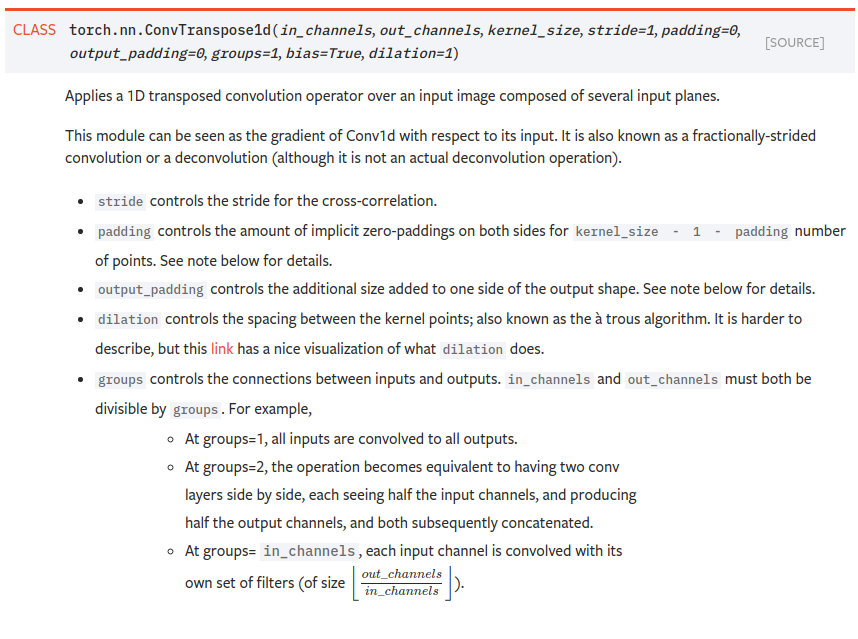 CLASS torch.nn.ConvTranspose1d(in_channels, out_channels, kernel_size, stride=1, padding=0,
output_padding=0, groups=1, bias=True, dilation=1)
[SOURCE]
Applies a 1D transposed convolution operator over an input image composed of several input planes.
This module can be seen as the gradient of Conv1d with respect to its input. It is also known as a fractionally-strided
convolution or a deconvolution (although it is not an actual deconvolution operation).
• stride controls the stride for the cross-correlation.
• padding controls the amount of implicit zero-paddings on both sides for kernel_size - 1 - padding number
of points. See note below for details.
• output_padding controls the additional size added to one side of the output shape. See note below for details.
• dilation controls the spacing between the kernel points; also known as the à trous algorithm. It is harder to
describe, but this link has a nice visualization of what dilation does.
• groups controls the connections between inputs and outputs. in_channels and out_channels must both be
divisible by groups. For example,
◦ At groups=1, all inputs are convolved to all outputs.
◦ At groups=2, the operation becomes equivalent to having two conv
layers side by side, each seeing half the input channels, and producing
half the output channels, and both subsequently concatenated.
◦ At groups= in_channels, each input channel is convolved with its
own set of filters (of size ⌊out_channels/in_channels⌋).